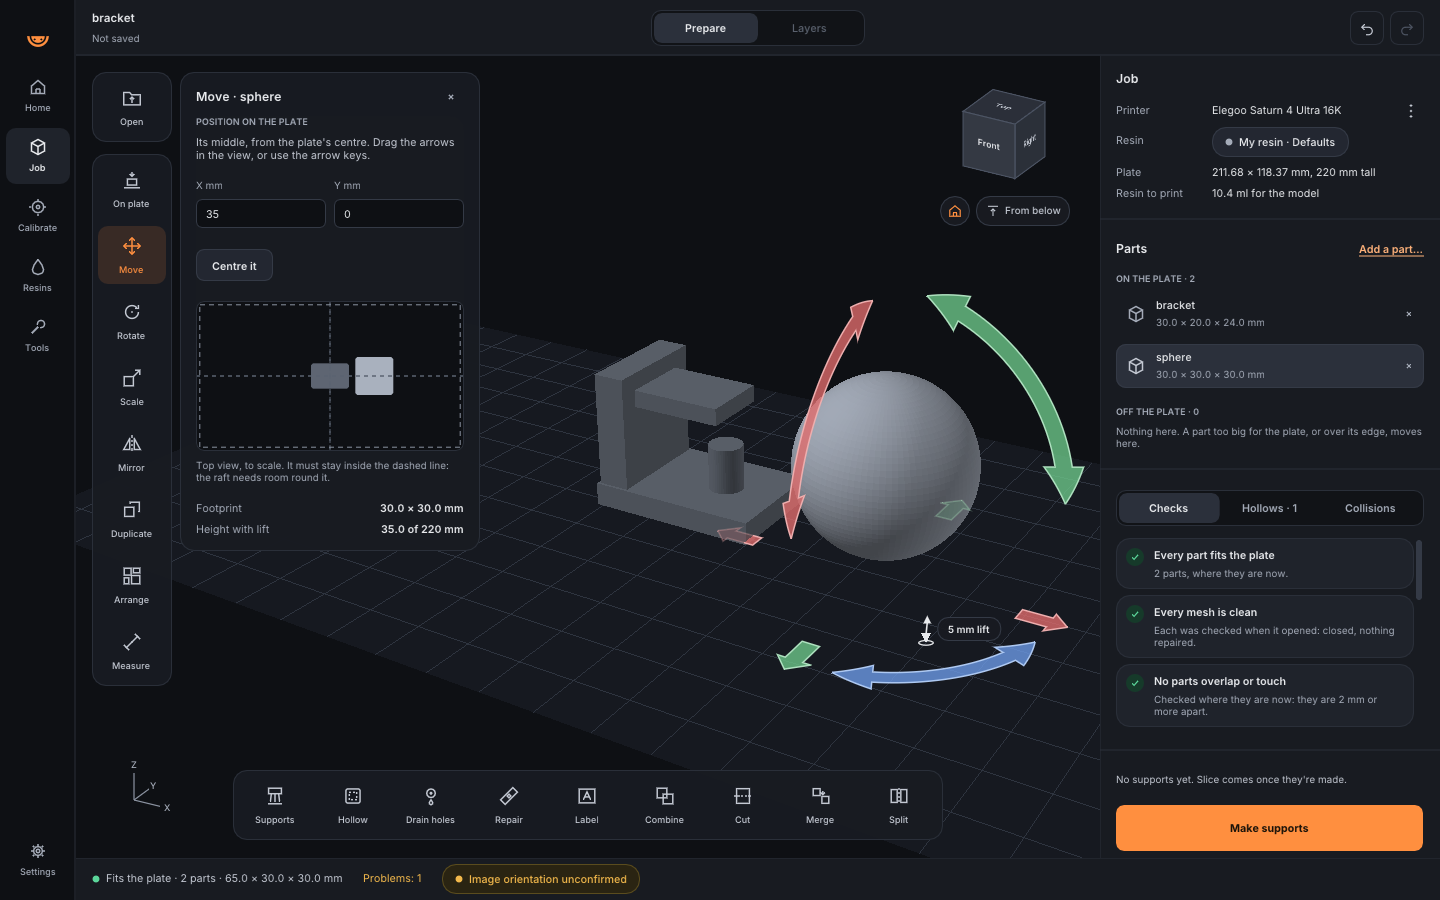 bracket
Not saved
Prepare
Layers
Home
Job
Calibrate
Resins
Tools
Settings
Open
On plate
Move
Rotate
Scale
Mirror
Duplicate
Arrange
Measure
Move · sphere
×
POSITION ON THE PLATE
Its middle, from the plate's centre. Drag the arrows
in the view, or use the arrow keys.
X mm
Y mm
35
0
Centre it
Top view, to scale. It must stay inside the dashed line:
the raft needs room round it.
Footprint
30.0 × 30.0 mm
Height with lift
35.0 of 220 mm
Top
Front
Right
From below
5 mm lift
Z
Y
X
Supports
Hollow
Drain holes
Repair
Label
Combine
Cut
Merge
Split
Job
Printer
Elegoo Saturn 4 Ultra 16K
Resin
My resin · Defaults
Plate
211.68 × 118.37 mm, 220 mm tall
Resin to print
10.4 ml for the model
Parts
Add a part...
ON THE PLATE · 2
bracket
30.0 × 20.0 × 24.0 mm
×
sphere
30.0 × 30.0 × 30.0 mm
×
OFF THE PLATE · 0
Nothing here. A part too big for the plate, or over its edge, moves
here.
Checks
Hollows · 1
Collisions
Every part fits the plate
2 parts, where they are now.
Every mesh is clean
Each was checked when it opened: closed, nothing
repaired.
No parts overlap or touch
Checked where they are now: they are 2 mm or
more apart.
No supports yet. Slice comes once they're made.
Make supports
Fits the plate · 2 parts · 65.0 × 30.0 × 30.0 mm
Problems: 1
Image orientation unconfirmed